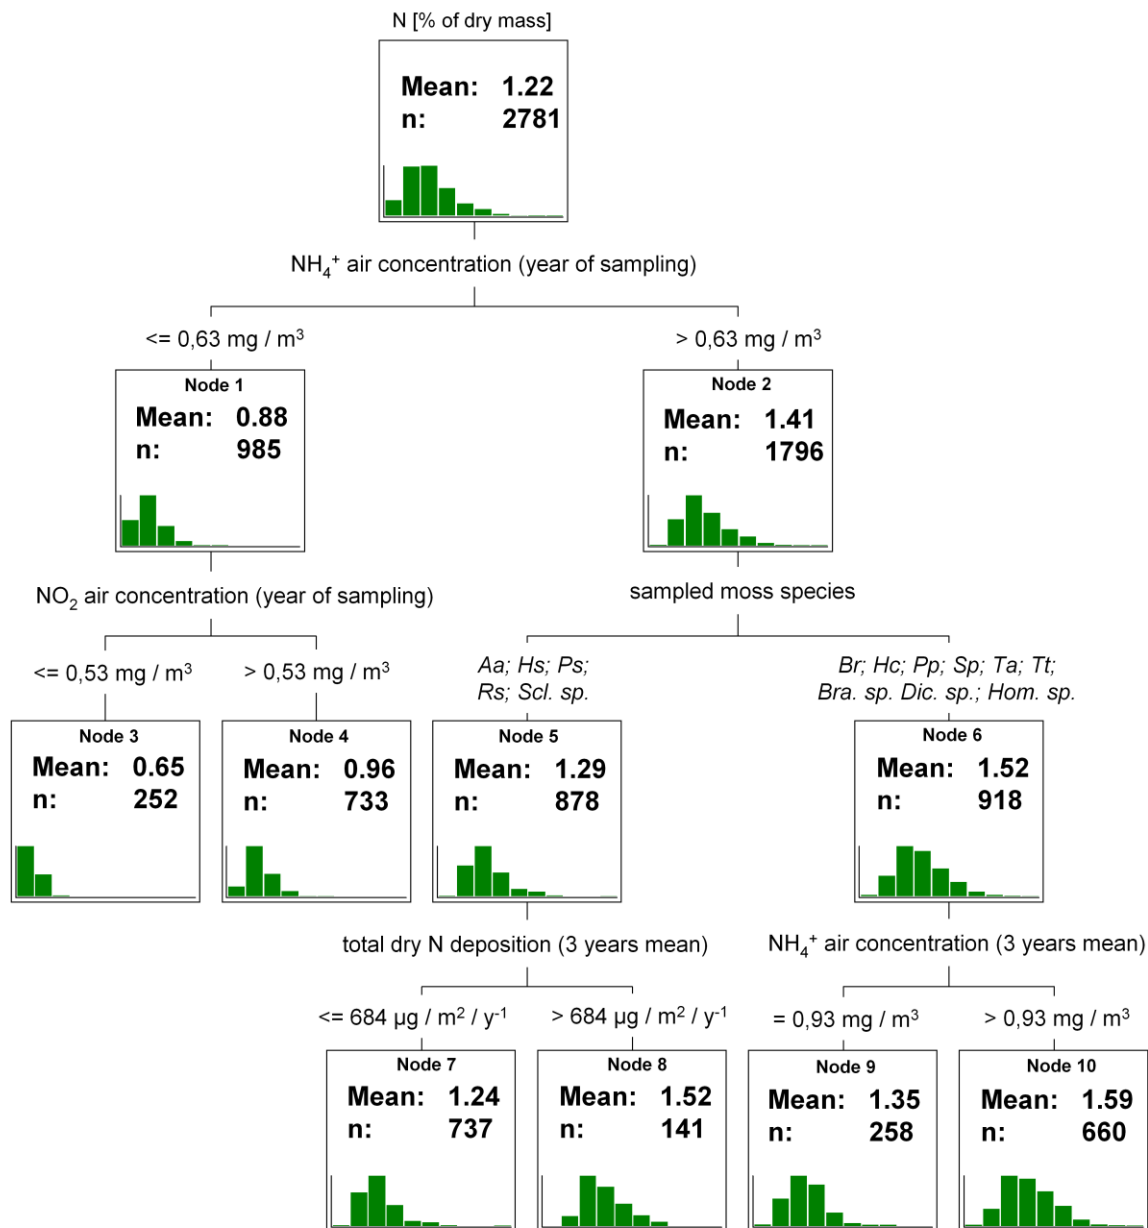 N [% of dry mass]
Mean: 1.22
n: 2781
NH₄⁺ air concentration (year of sampling)
<= 0,63 mg / m³
> 0,63 mg / m³
Node 1
Mean: 0.88
n: 985
Node 2
Mean: 1.41
n: 1796
NO₂ air concentration (year of sampling)
sampled moss species
<= 0,53 mg / m³
> 0,53 mg / m³
Aa; Hs; Ps;
Rs; Scl. sp.
Br; Hc; Pp; Sp; Ta; Tt;
Bra. sp. Dic. sp.; Hom. sp.
Node 3
Mean: 0.65
n: 252
Node 4
Mean: 0.96
n: 733
Node 5
Mean: 1.29
n: 878
Node 6
Mean: 1.52
n: 918
total dry N deposition (3 years mean)
NH₄⁺ air concentration (3 years mean)
<= 684 µg / m² / y⁻¹
> 684 µg / m² / y⁻¹
= 0,93 mg / m³
> 0,93 mg / m³
Node 7
Mean: 1.24
n: 737
Node 8
Mean: 1.52
n: 141
Node 9
Mean: 1.35
n: 258
Node 10
Mean: 1.59
n: 660